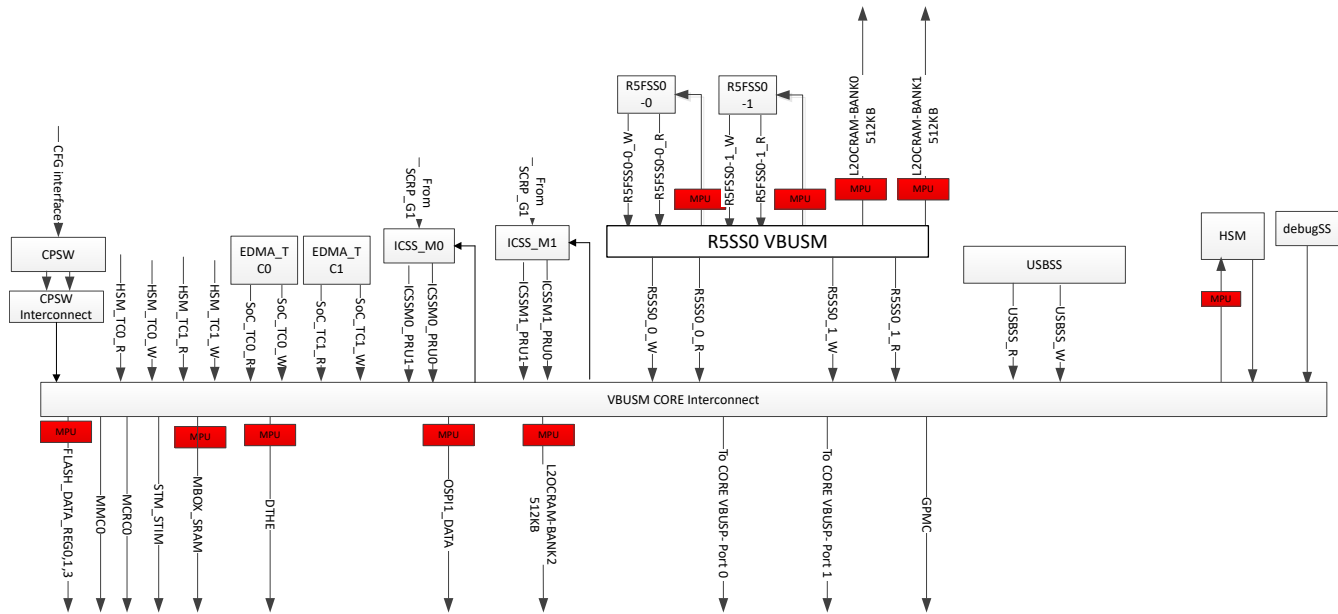 L2OCRAM-BANK0
512KB
L2OCRAM-BANK1
512KB
R5FSS0
-0
R5FSS0
-1
R5FSS0-0_W
R5FSS0-0_R
MPU
R5FSS0-1_W
R5FSS0-1_R
MPU
MPU
MPU
CFG interface
From
SCRP_G1
From
SCRP_G1
CPSW
CPSW
Interconnect
HSM_TC0_R
HSM_TC0_W
HSM_TC1_R
HSM_TC1_W
EDMA_T
C0
EDMA_T
C1
SoC_TC0_R
SoC_TC0_W
SoC_TC1_R
SoC_TC1_W
ICSS_M0
ICSSM0_PRU1
ICSSM0_PRU0
ICSS_M1
ICSSM1_PRU1
ICSSM1_PRU0
R5SS0 VBUSM
R5SS0_0_W
R5SS0_0_R
R5SS0_1_W
R5SS0_1_R
USBSS
USBSS_R
USBSS_W
HSM
MPU
debugSS
VBUSM CORE Interconnect
MPU
FLASH_DATA_REG0,1,3
MMC0
MCRC0
STM_STIM
MPU
MBOX_SRAM
MPU
DTHE
MPU
OSPI1_DATA
MPU
L2OCRAM-BANK2
512KB
To CORE VBUSP- Port 0
To CORE VBUSP- Port 1
GPMC